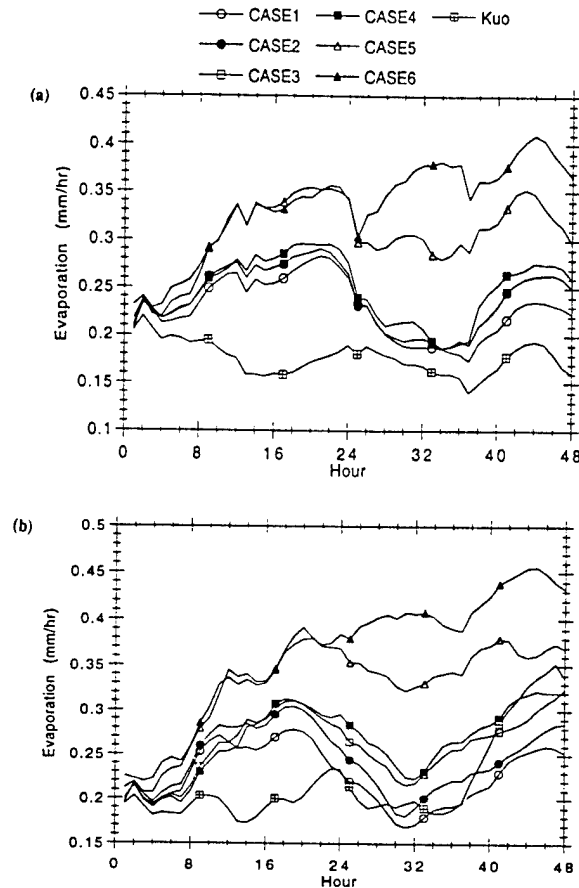 CASE1 CASE4 Kuo
CASE2 CASE5
CASE3 CASE6
(a)
0.45
0.4
0.35
0.3
0.25
0.2
0.15
0.1
Evaporation (mm/hr)
0 8 16 24 32 40 48
Hour
(b)
0.5
0.45
0.4
0.35
0.3
0.25
0.2
0.15
Evaporation (mm/hr)
0 8 16 24 32 40 48
Hour